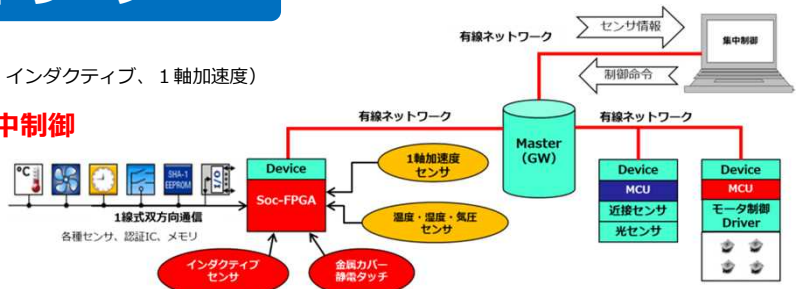 インダクティブ、１軸加速度）
中制御
有線ネットワーク
センサ情報
制御命令
集中制御
有線ネットワーク
有線ネットワーク
Master
(GW)
Device
Soc-FPGA
1軸加速度
センサ
温度・湿度・気圧
センサ
インダクティブ
センサ
金属カバー
静電タッチ
°C
SHA-1
EEPROM
I/O
1線式双方向通信
各種センサ、認証IC、メモリ
Device
MCU
近接センサ
光センサ
Device
MCU
モータ制御
Driver